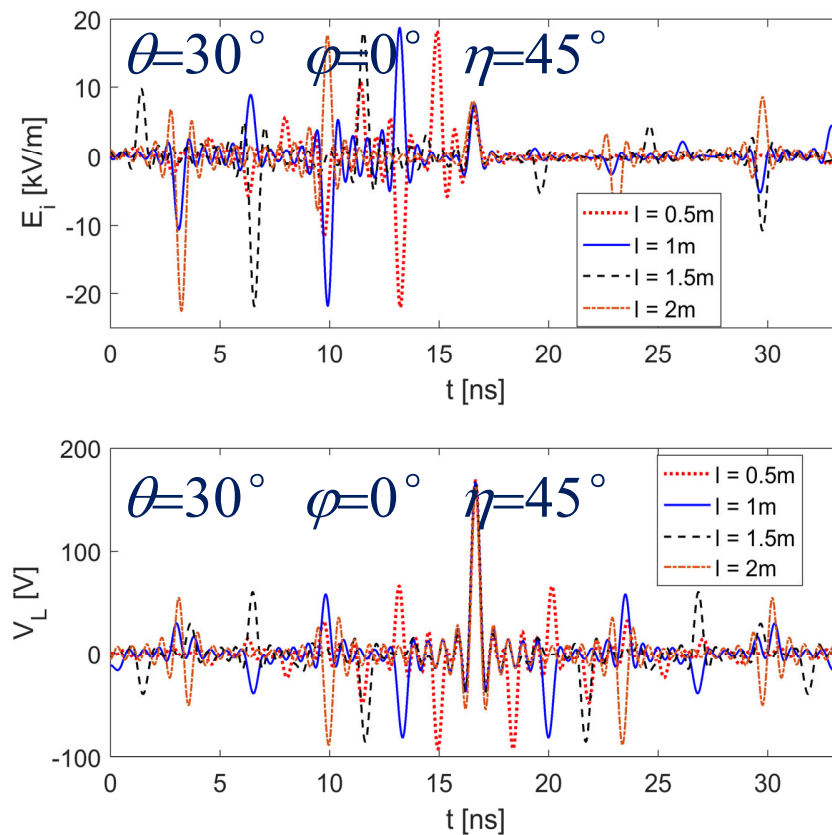 20
10
0
-10
-20
E_i [kV/m]
θ=30° φ=0° η=45°
l = 0.5m
l = 1m
l = 1.5m
l = 2m
0 5 10 15 20 25 30
t [ns]
200
100
0
-100
V_L [V]
θ=30° φ=0° η=45°
l = 0.5m
l = 1m
l = 1.5m
l = 2m
0 5 10 15 20 25 30
t [ns]